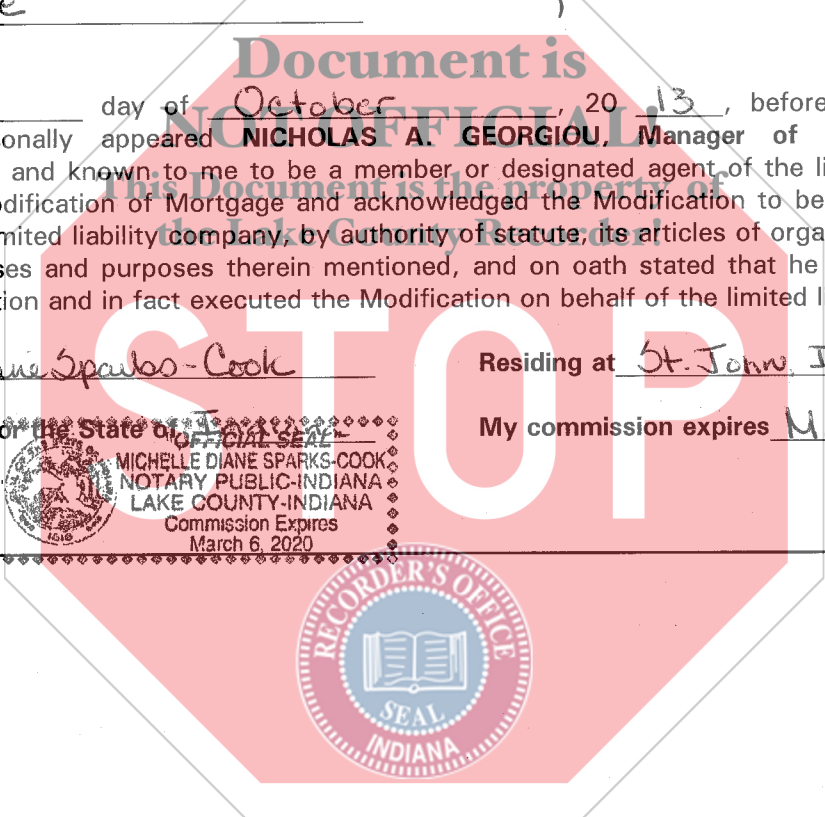 Document is
day of October, 20 13, before
NOT OFFICIAL!
onally appeared NICHOLAS A. GEORGIOU, Manager of
and known to me to be a member or designated agent of the li
This Document is the property of
dification of Mortgage and acknowledged the Modification to be
the Lake County Recorder!
mited liability company, by authority of statute, its articles of orga
ses and purposes therein mentioned, and on oath stated that he
tion and in fact executed the Modification on behalf of the limited l
STOP
Sparks-Cook Residing at St. John, I
or the State of My commission expires M
OFFICIAL SEAL
MICHELLE DIANE SPARKS-COOK
NOTARY PUBLIC-INDIANA
LAKE COUNTY-INDIANA
Commission Expires
March 6, 2020
1816
RECORDER'S OFFICE
SEAL
INDIANA